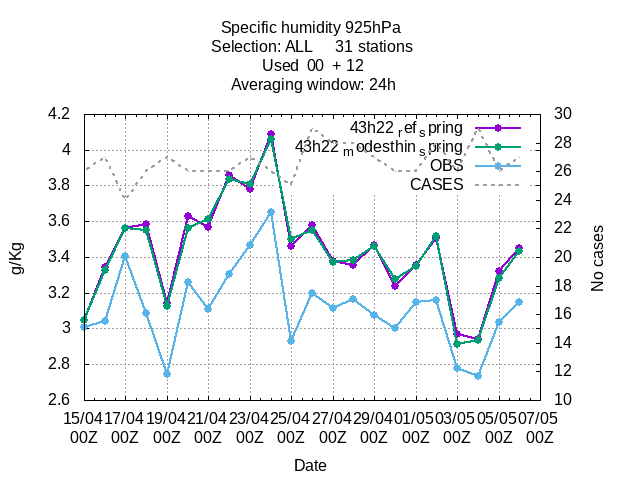 Specific humidity 925hPa
Selection: ALL 31 stations
Used 00 + 12
Averaging window: 24h
43h22_ref_spring
43h22_modesthin_spring
OBS
CASES
g/Kg
4.2
4
3.8
3.6
3.4
3.2
3
2.8
2.6
30
28
26
24
22
20
18
16
14
12
10
No cases
15/04 17/04 19/04 21/04 23/04 25/04 27/04 29/04 01/05 03/05 05/05 07/05
00Z 00Z 00Z 00Z 00Z 00Z 00Z 00Z 00Z 00Z 00Z 00Z
Date